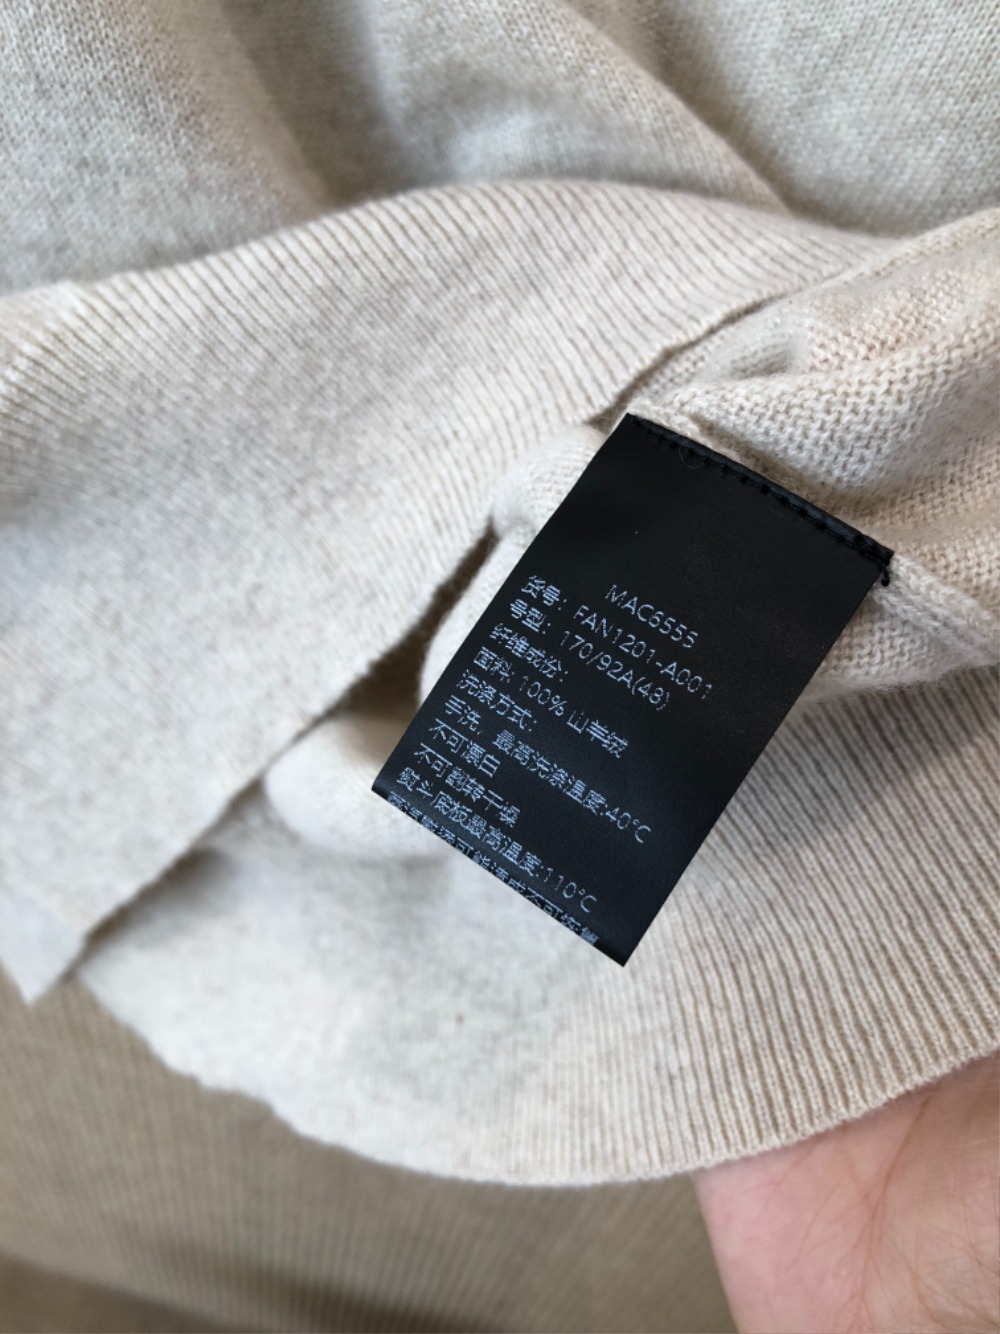 MAC6555
货号：FAN1201-A001
号型：170/92A(48)
纤维成份：
面料：100% 山羊绒
洗涤方式：
手洗，最高洗涤温度:40℃
不可漂白
不可翻转干燥
熨斗底板最高温度:110℃